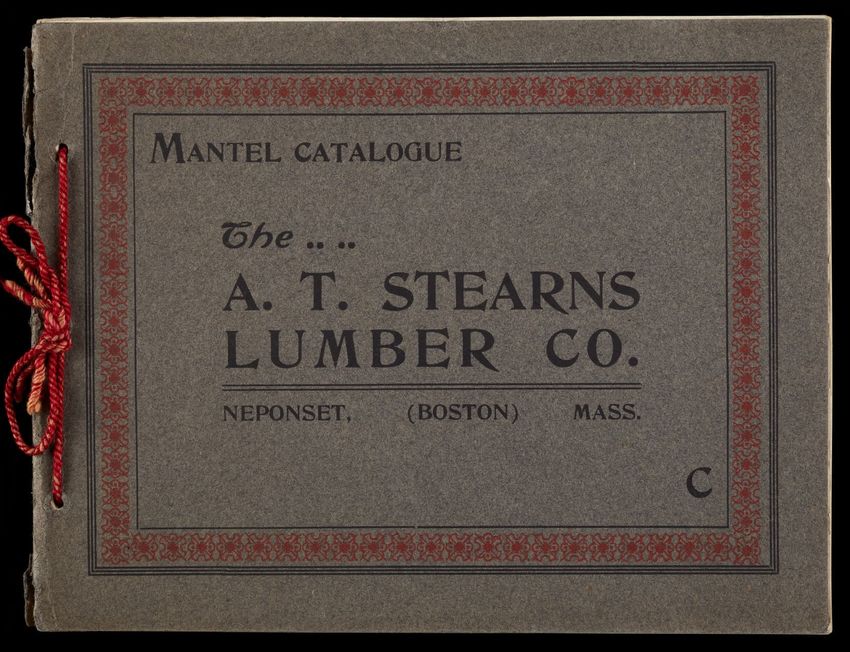 MANTEL CATALOGUE
The .. ..
A. T. STEARNS
LUMBER CO.
NEPONSET, (BOSTON) MASS.
C